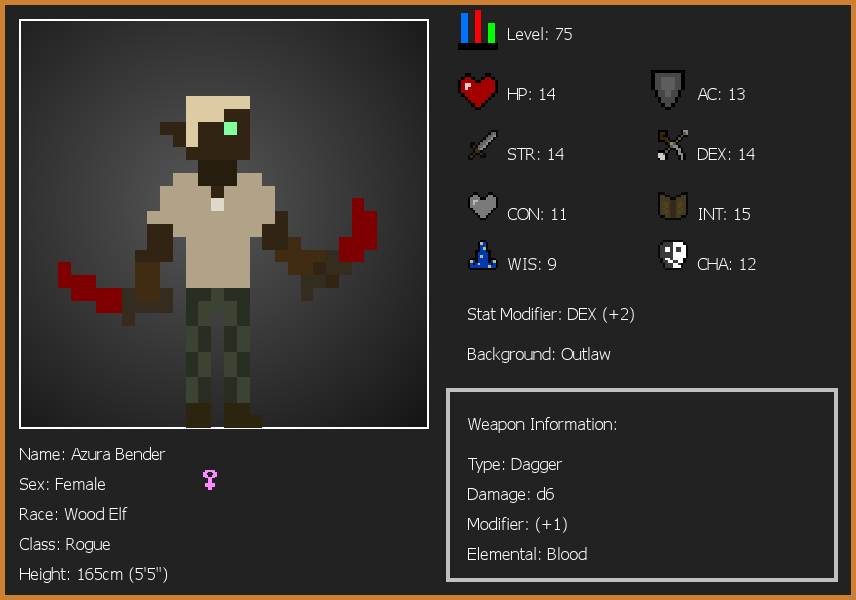 Level: 75
HP: 14
AC: 13
STR: 14
DEX: 14
CON: 11
INT: 15
WIS: 9
CHA: 12
Stat Modifier: DEX (+2)
Background: Outlaw
Weapon Information:
Type: Dagger
Damage: d6
Modifier: (+1)
Elemental: Blood
Name: Azura Bender
Sex: Female
Race: Wood Elf
Class: Rogue
Height: 165cm (5'5")